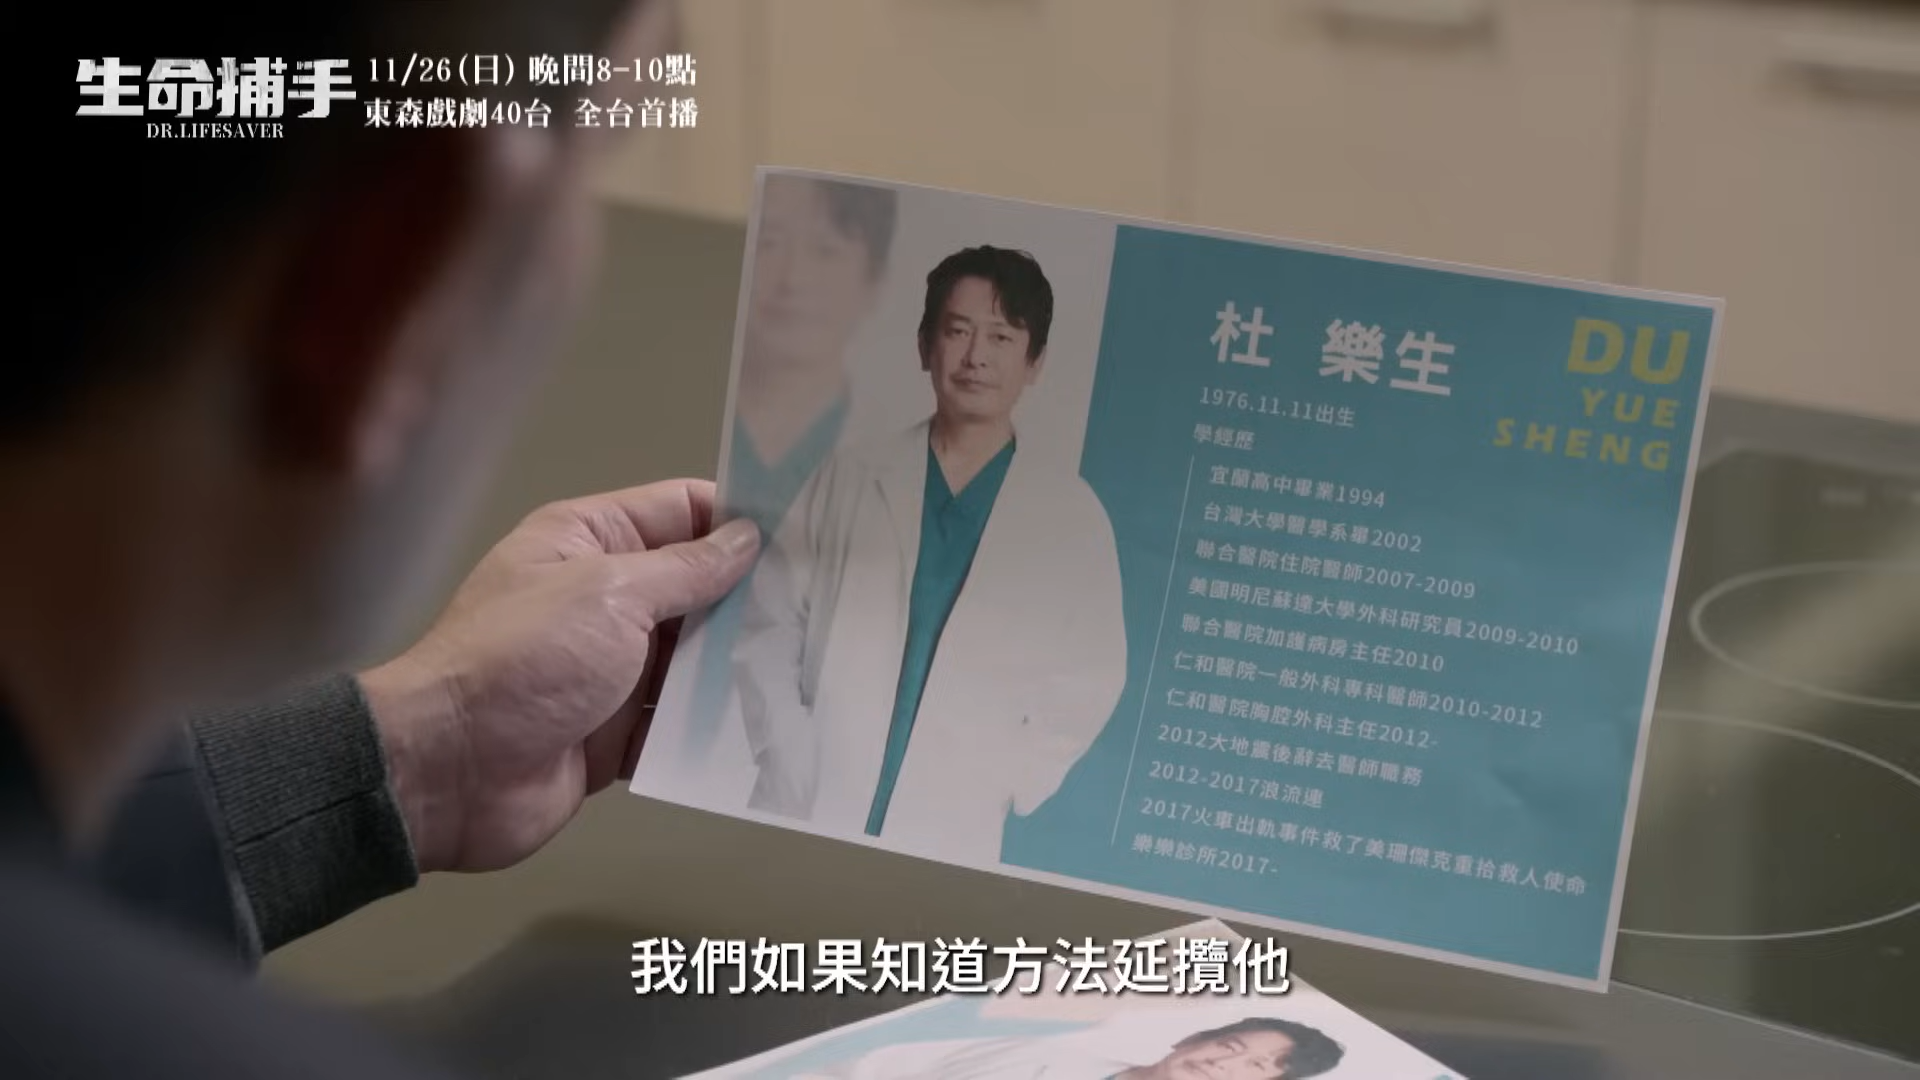 生命捕手
DR.LIFESAVER
11/26(日) 晚間8-10點
東森戲劇40台 全台首播
杜 樂生
DU
YUE
SHENG
1976.11.11出生
學經歷
宜蘭高中畢業1994
台灣大學醫學系畢2002
聯合醫院住院醫師2007-2009
美國明尼蘇達大學外科研究員2009-2010
聯合醫院加護病房主任2010
仁和醫院一般外科專科醫師2010-2012
仁和醫院胸腔外科主任2012-
2012大地震後辭去醫師職務
2012-2017浪流連
2017火車出軌事件救了美珊傑克重拾救人使命
樂樂診所2017-
我們如果知道方法延攬他